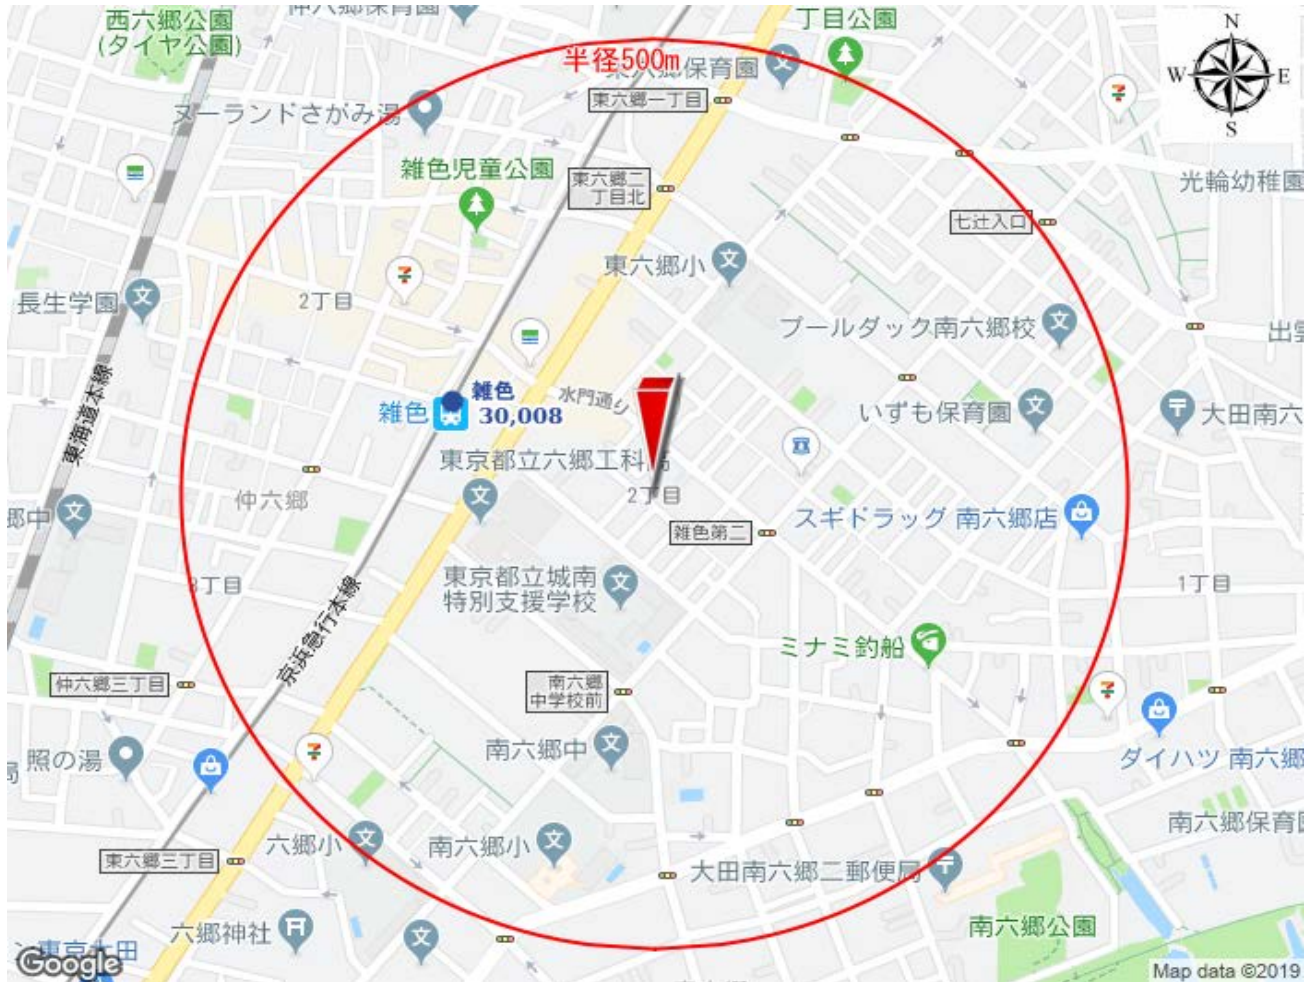 西六郷公園
(タイヤ公園)
丁目公園
N
W
E
S
半径500m
東六郷保育園
東六郷一丁目
ヌーランドさがみ湯
雑色児童公園
東六郷二
丁目北
光輪幼稚園
七辻入口
東六郷小
長生学園
2丁目
プールダック南六郷校
水門通り
雑色
30,008
雑色
いずも保育園
大田南六
東海道本線
東京都立六郷工科高
仲六郷
2丁目
郷中
スギドラッグ 南六郷店
雑色第二
東京都立城南
特別支援学校
3丁目
1丁目
京浜急行本線
ミナミ釣船
仲六郷三丁目
南六郷
中学校前
南六郷中
照の湯
ダイハツ 南六郷
南六郷保育
六郷小
南六郷小
東六郷三丁目
大田南六郷二郵便局
南六郷公園
六郷神社
Google
Map data ©2019